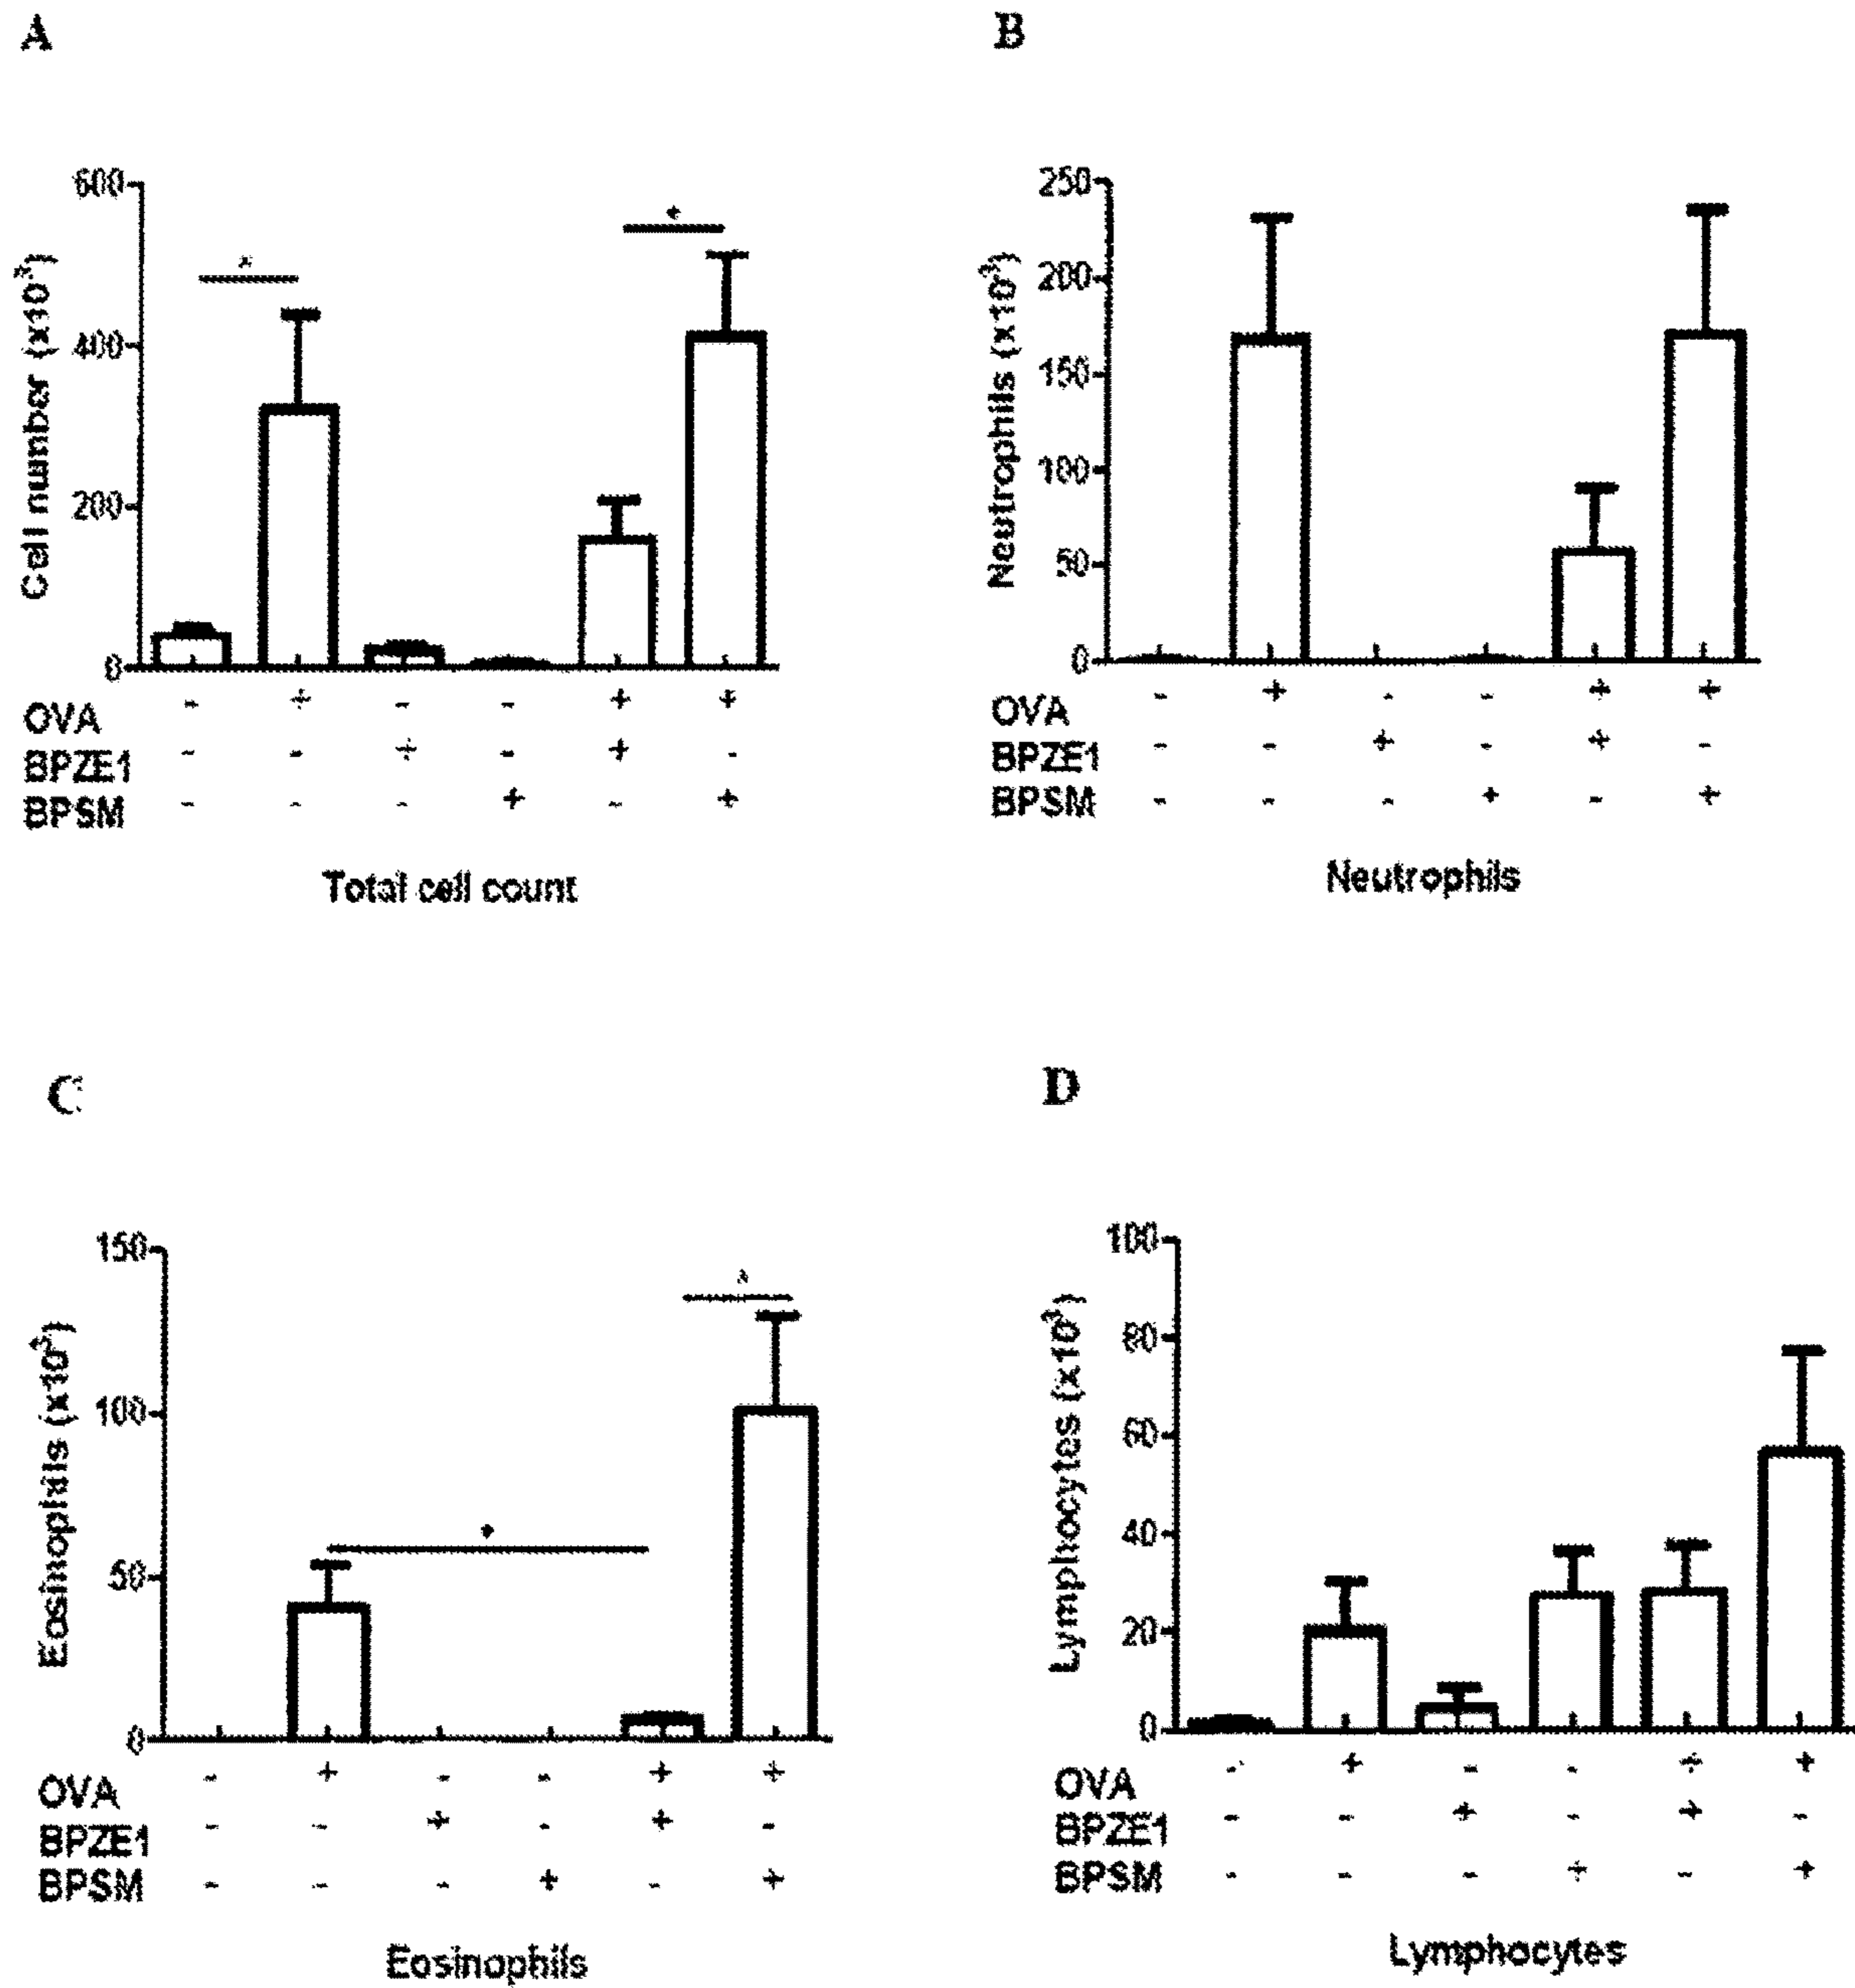 A
B
600
400
200
0
Cell number (x10³)
*
*
OVA - + - - + +
BPZE1 - - + - + -
BPSM - - - + - +
Total cell count
250
200
150
100
50
0
Neutrophils (x10³)
OVA - + - - + +
BPZE1 - - + - + -
BPSM - - - + - +
Neutrophils
C
D
150
100
50
0
Eosinophils (x10³)
*
*
OVA - + - - + +
BPZE1 - - + - + -
BPSM - - - + - +
Eosinophils
100
80
60
40
20
0
Lymphocytes (x10³)
OVA - + - - + +
BPZE1 - - + - + -
BPSM - - - + - +
Lymphocytes